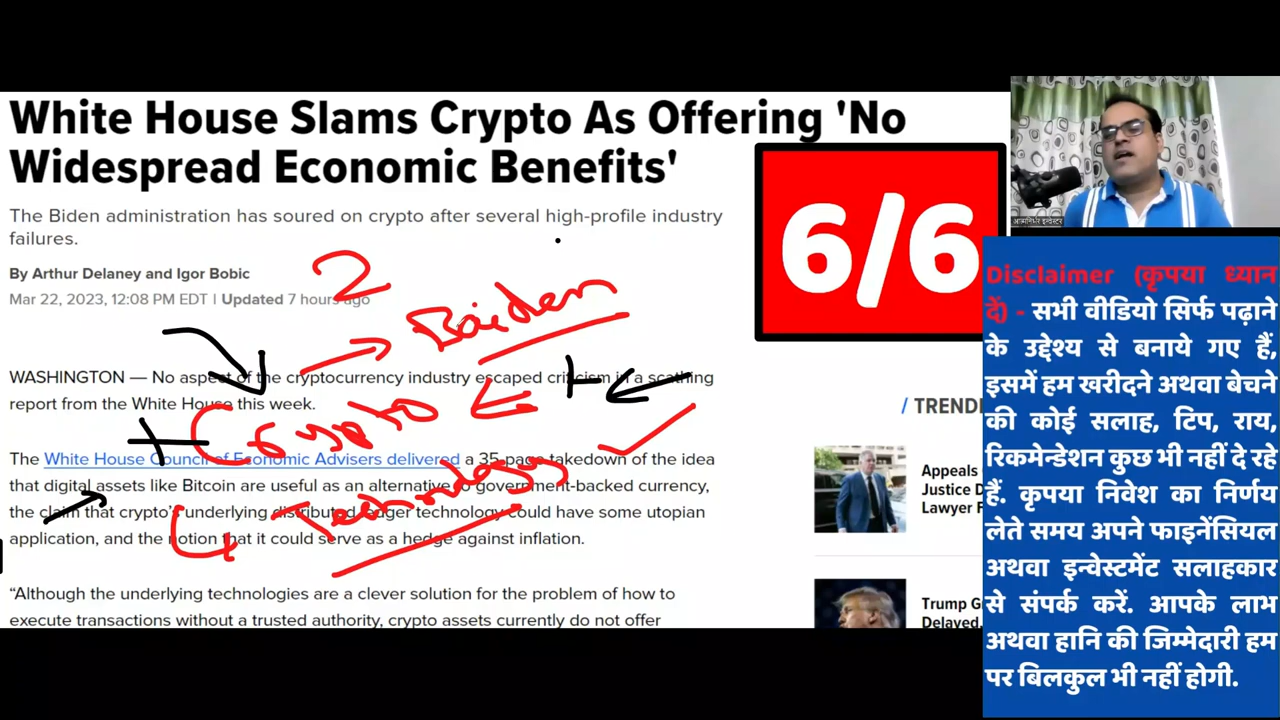 White House Slams Crypto As Offering 'No
Widespread Economic Benefits'
The Biden administration has soured on crypto after several high-profile industry
failures.
By Arthur Delaney and Igor Bobic
Mar 22, 2023, 12:08 PM EDT | Updated 7 hours ago
2
Baiden
WASHINGTON — No aspect of the cryptocurrency industry escaped criticism in a scathing
report from the White House this week.
Crypto
The White House Council of Economic Advisers delivered a 35-page takedown of the idea
that digital assets like Bitcoin are useful as an alternative to government-backed currency,
the claim that crypto's underlying distributed ledger technology could have some utopian
application, and the notion that it could serve as a hedge against inflation.
Technology
“Although the underlying technologies are a clever solution for the problem of how to
execute transactions without a trusted authority, crypto assets currently do not offer
6/6
/ TRENDI
Appeals
Justice D
Lawyer F
Trump G
Delayed,
आत्मनिर्भर इन्वेस्टर
Disclaimer (कृपया ध्यान
दें) - सभी वीडियो सिर्फ पढ़ाने
के उद्देश्य से बनाये गए हैं,
इसमें हम खरीदने अथवा बेचने
की कोई सलाह, टिप, राय,
रिकमेन्डेशन कुछ भी नहीं दे रहे
हैं. कृपया निवेश का निर्णय
लेते समय अपने फाइनेंसियल
अथवा इन्वेस्टमेंट सलाहकार
से संपर्क करें. आपके लाभ
अथवा हानि की जिम्मेदारी हम
पर बिलकुल भी नहीं होगी.